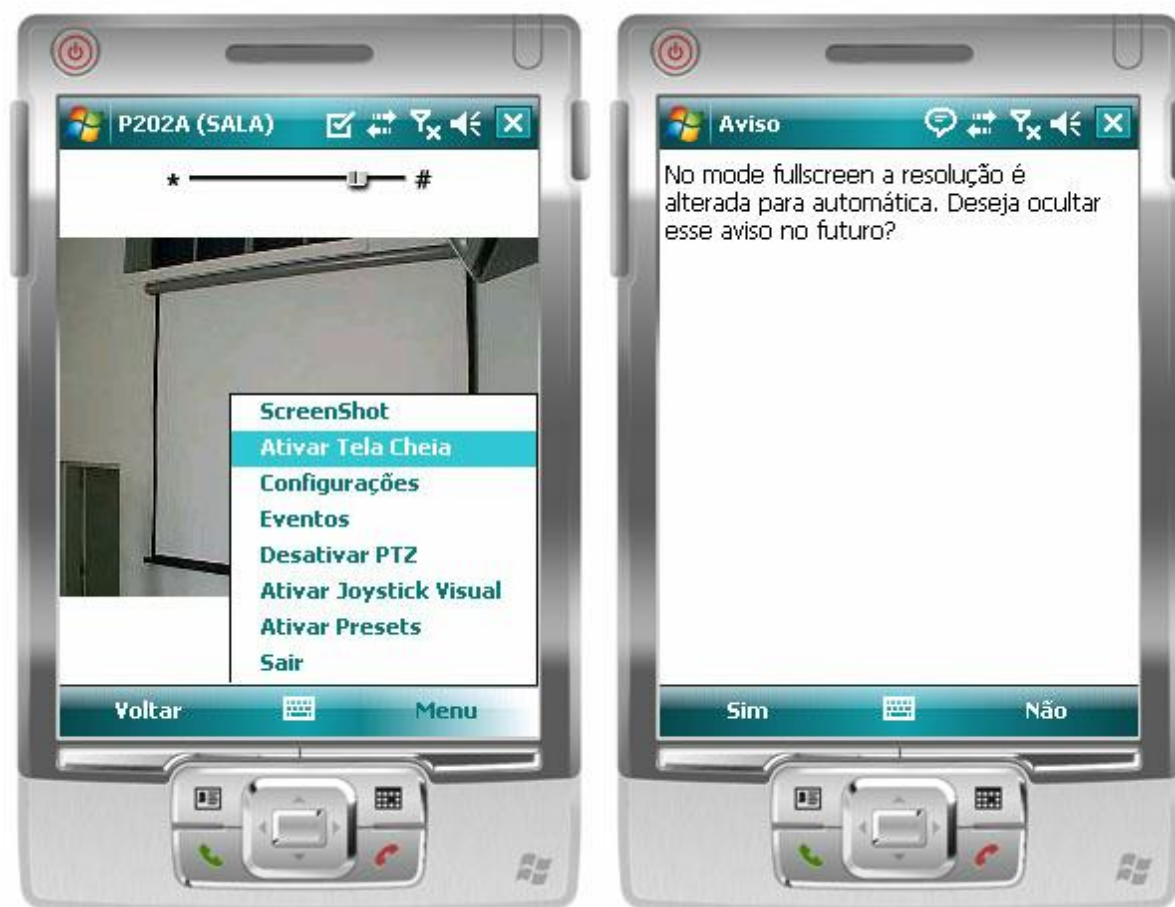 P202A (SALA)
* #
ScreenShot
Ativar Tela Cheia
Configurações
Eventos
Desativar PTZ
Ativar Joystick Visual
Ativar Presets
Sair
Voltar Menu
Aviso
No mode fullscreen a resolução é
alterada para automática. Deseja ocultar
esse aviso no futuro?
Sim Não